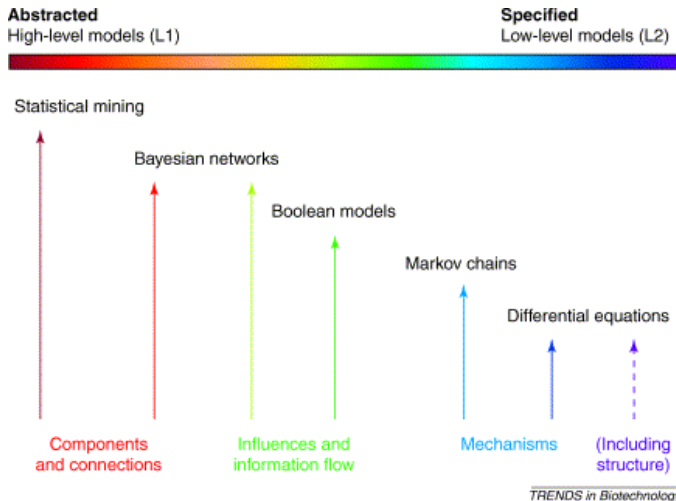 Abstracted
High-level models (L1)
Specified
Low-level models (L2)
Statistical mining
Bayesian networks
Boolean models
Markov chains
Differential equations
Components
and connections
Influences and
information flow
Mechanisms
(Including
structure)
TRENDS in Biotechnology